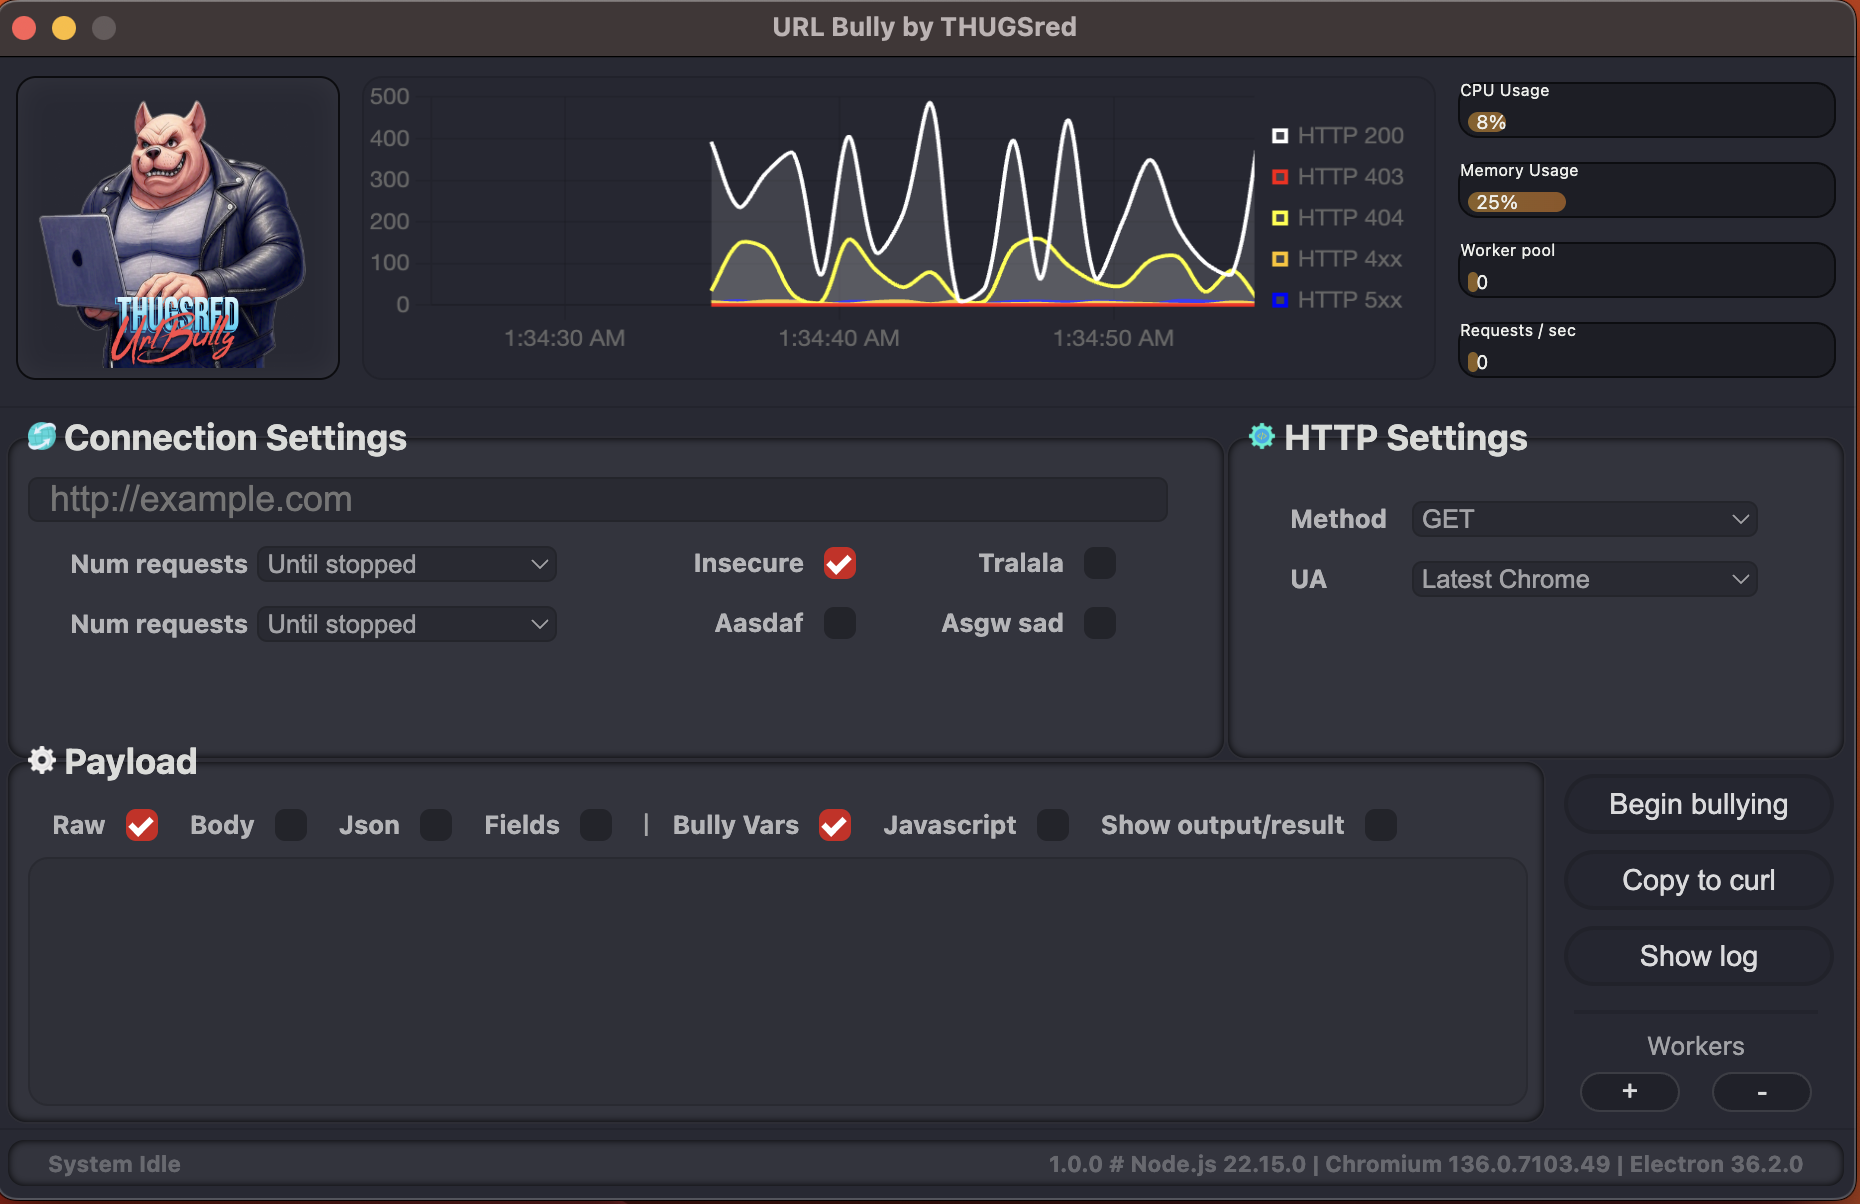 URL Bully by THUGSred
THUGSRED
UrlBully
500
400
300
200
100
0
1:34:30 AM
1:34:40 AM
1:34:50 AM
HTTP 200
HTTP 403
HTTP 404
HTTP 4xx
HTTP 5xx
CPU Usage
8%
Memory Usage
25%
Worker pool
0
Requests / sec
0
Connection Settings
http://example.com
Num requests Until stopped Insecure Tralala
Num requests Until stopped Aasdaf Asgw sad
HTTP Settings
Method GET
UA Latest Chrome
Payload
Raw Body Json Fields | Bully Vars Javascript Show output/result
Begin bullying
Copy to curl
Show log
Workers
+ -
System Idle
1.0.0 # Node.js 22.15.0 | Chromium 136.0.7103.49 | Electron 36.2.0